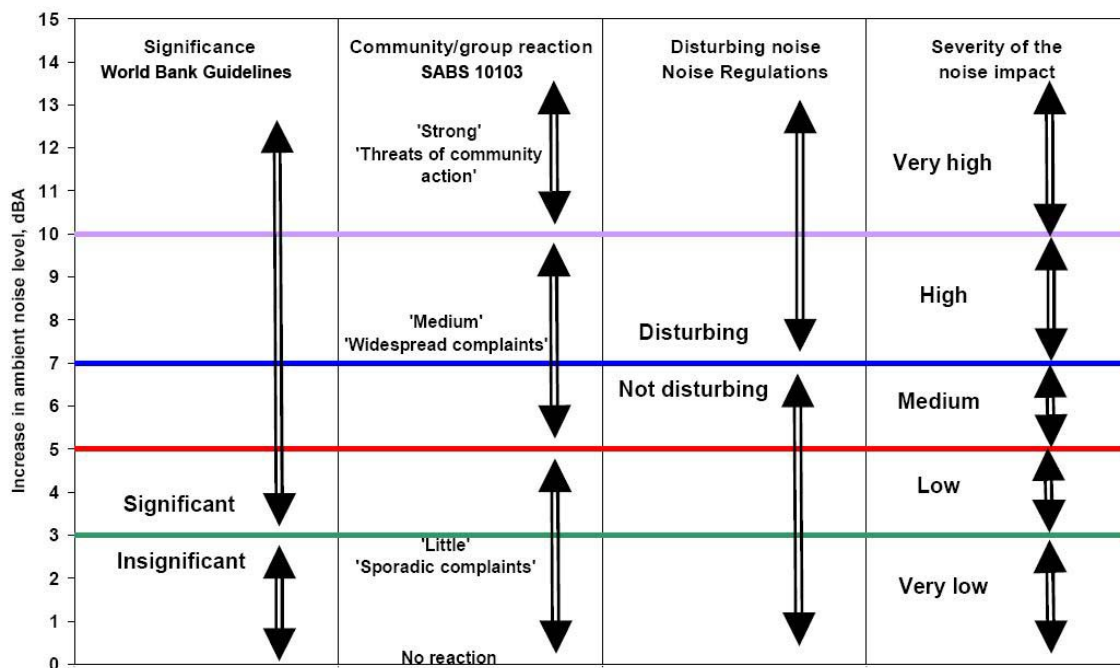 Increase in ambient noise level, dBA
15
14
13
12
11
10
9
8
7
6
5
4
3
2
1
0
Significance
World Bank Guidelines
Significant
Insignificant
Community/group reaction
SABS 10103
'Strong'
'Threats of community
action'
'Medium'
'Widespread complaints'
'Little'
'Sporadic complaints'
No reaction
Disturbing noise
Noise Regulations
Disturbing
Not disturbing
Severity of the
noise impact
Very high
High
Medium
Low
Very low